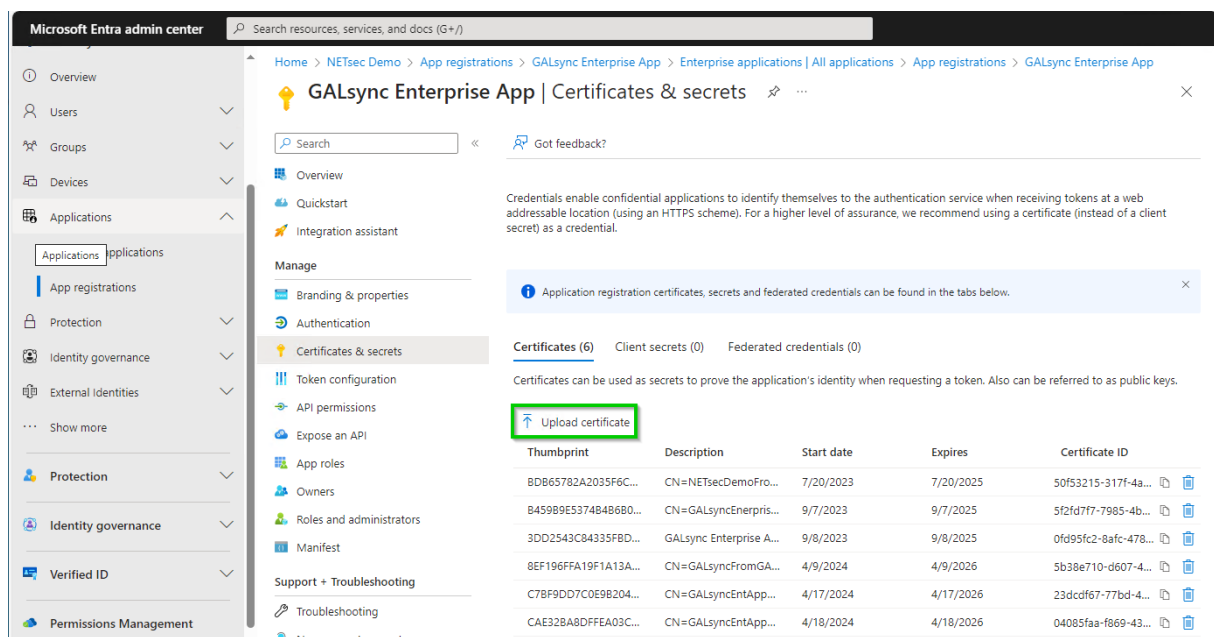 Microsoft Entra admin center
Search resources, services, and docs (G+/)
Home > NETsec Demo > App registrations > GALsync Enterprise App > Enterprise applications | All applications > App registrations > GALsync Enterprise App
GALsync Enterprise App | Certificates & secrets
Overview
Users
Groups
Devices
Applications
Applications
applications
App registrations
Protection
Identity governance
External Identities
Show more
Protection
Identity governance
Verified ID
Permissions Management
Search
Overview
Quickstart
Integration assistant
Manage
Branding & properties
Authentication
Certificates & secrets
Token configuration
API permissions
Expose an API
App roles
Owners
Roles and administrators
Manifest
Support + Troubleshooting
Troubleshooting
Got feedback?
Credentials enable confidential applications to identify themselves to the authentication service when receiving tokens at a web
addressable location (using an HTTPS scheme). For a higher level of assurance, we recommend using a certificate (instead of a client
secret) as a credential.
Application registration certificates, secrets and federated credentials can be found in the tabs below.
Certificates (6) Client secrets (0) Federated credentials (0)
Certificates can be used as secrets to prove the application's identity when requesting a token. Also can be referred to as public keys.
Upload certificate
Thumbprint Description Start date Expires Certificate ID
BDB65782A2035F6C... CN=NETsecDemoFro... 7/20/2023 7/20/2025 50f53215-317f-4a...
B459B9E5374B4B6B0... CN=GALsyncEnerpris... 9/7/2023 9/7/2025 5f2fd7f7-7985-4b...
3DD2543C84335FBD... GALsync Enterprise A... 9/8/2023 9/8/2025 0fd95fc2-8afc-478...
8EF196FFA19F1A13A... CN=GALsyncFromGA... 4/9/2024 4/9/2026 5b38e710-d607-4...
C7BF9DD7C0E9B204... CN=GALsyncEntApp... 4/17/2024 4/17/2026 23dcdf67-77bd-4...
CAE32BA8DFFEA03C... CN=GALsyncEntApp... 4/18/2024 4/18/2026 04085faa-f869-43...